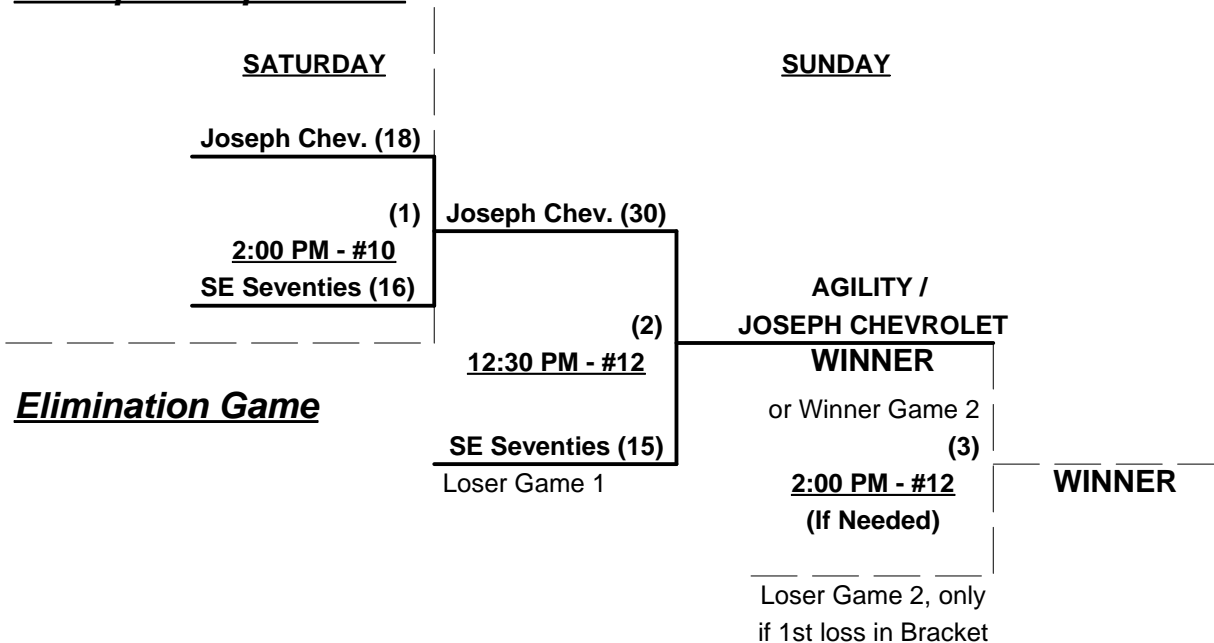 SATURDAY
SUNDAY
Joseph Chev. (18)
(1)
2:00 PM - #10
SE Seventies (16)
Joseph Chev. (30)
(2)
12:30 PM - #12
AGILITY /
JOSEPH CHEVROLET
WINNER
Elimination Game
or Winner Game 2
SE Seventies (15)
Loser Game 1
(3)
2:00 PM - #12
(If Needed)
WINNER
Loser Game 2, only
if 1st loss in Bracket